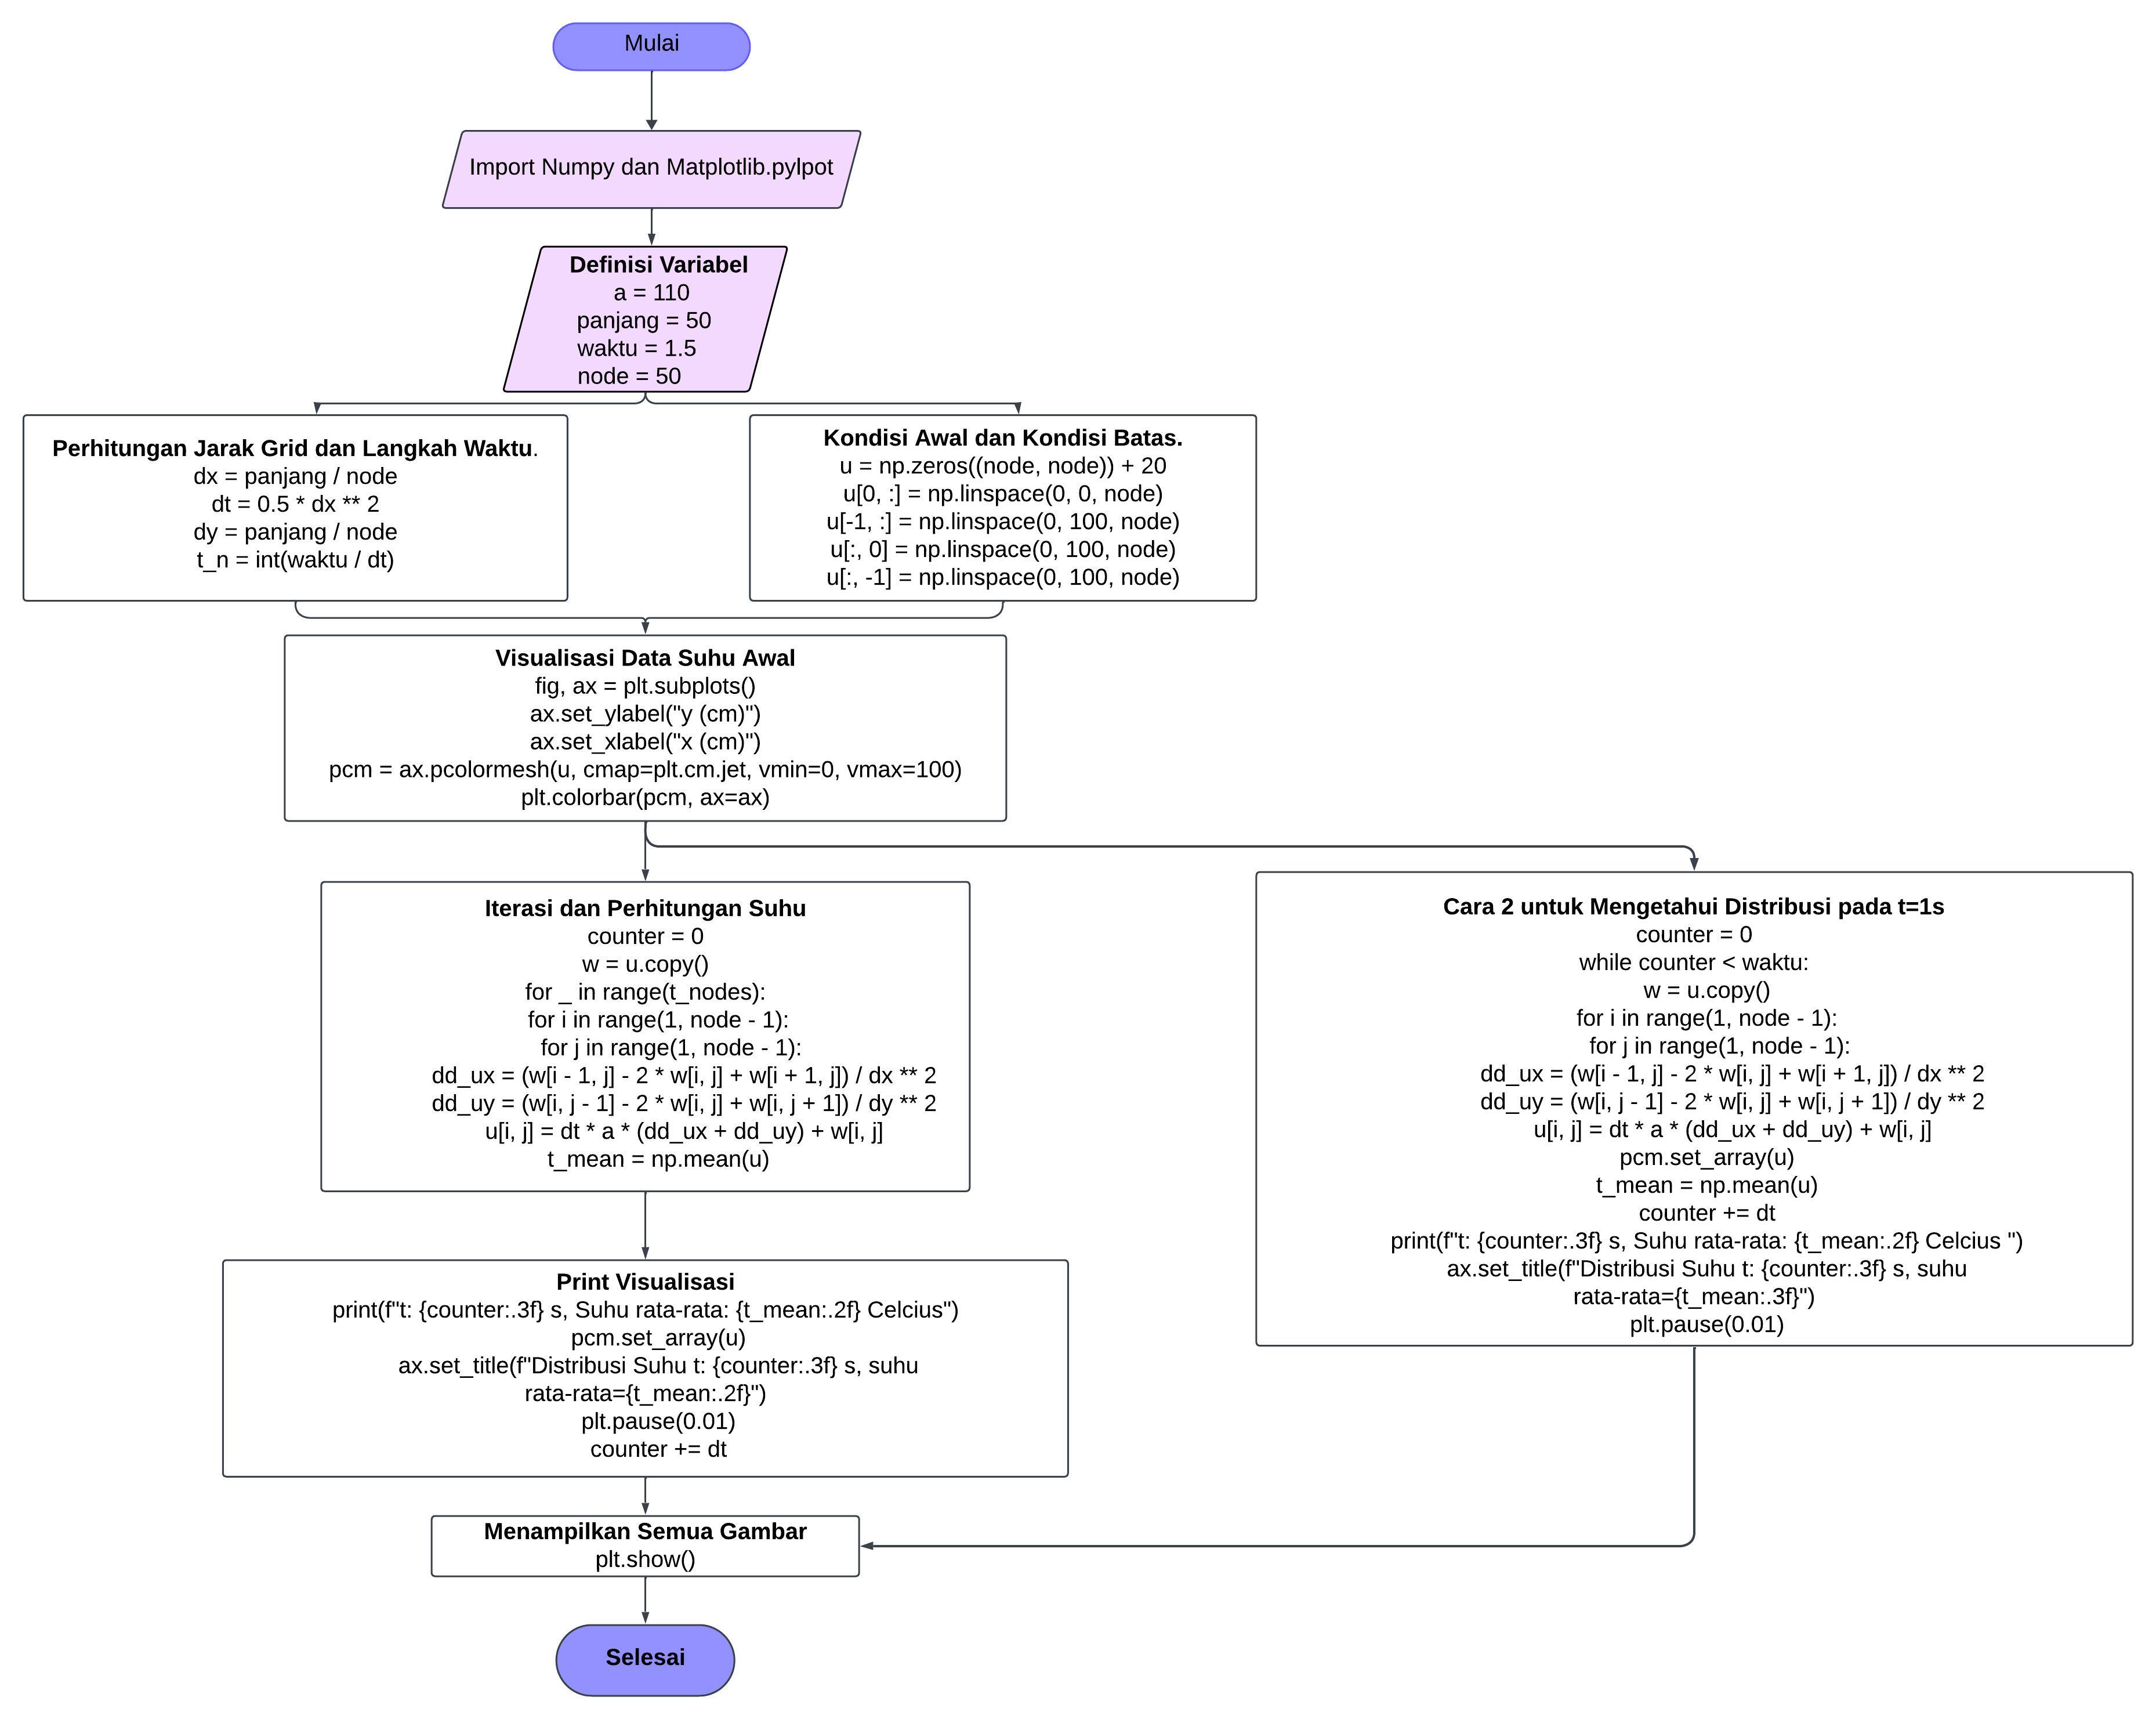 Mulai
Import Numpy dan Matplotlib.pylpot
Definisi Variabel
a = 110
panjang = 50
waktu = 1.5
node = 50
Perhitungan Jarak Grid dan Langkah Waktu.
dx = panjang / node
dt = 0.5 * dx ** 2
dy = panjang / node
t_n = int(waktu / dt)
Kondisi Awal dan Kondisi Batas.
u = np.zeros((node, node)) + 20
u[0, :] = np.linspace(0, 0, node)
u[-1, :] = np.linspace(0, 100, node)
u[:, 0] = np.linspace(0, 100, node)
u[:, -1] = np.linspace(0, 100, node)
Visualisasi Data Suhu Awal
fig, ax = plt.subplots()
ax.set_ylabel("y (cm)")
ax.set_xlabel("x (cm)")
pcm = ax.pcolormesh(u, cmap=plt.cm.jet, vmin=0, vmax=100)
plt.colorbar(pcm, ax=ax)
Iterasi dan Perhitungan Suhu
counter = 0
w = u.copy()
for _ in range(t_nodes):
for i in range(1, node - 1):
for j in range(1, node - 1):
dd_ux = (w[i - 1, j] - 2 * w[i, j] + w[i + 1, j]) / dx ** 2
dd_uy = (w[i, j - 1] - 2 * w[i, j] + w[i, j + 1]) / dy ** 2
u[i, j] = dt * a * (dd_ux + dd_uy) + w[i, j]
t_mean = np.mean(u)
Cara 2 untuk Mengetahui Distribusi pada t=1s
counter = 0
while counter < waktu:
w = u.copy()
for i in range(1, node - 1):
for j in range(1, node - 1):
dd_ux = (w[i - 1, j] - 2 * w[i, j] + w[i + 1, j]) / dx ** 2
dd_uy = (w[i, j - 1] - 2 * w[i, j] + w[i, j + 1]) / dy ** 2
u[i, j] = dt * a * (dd_ux + dd_uy) + w[i, j]
pcm.set_array(u)
t_mean = np.mean(u)
counter += dt
print(f"t: {counter:.3f} s, Suhu rata-rata: {t_mean:.2f} Celcius ")
ax.set_title(f"Distribusi Suhu t: {counter:.3f} s, suhu
rata-rata={t_mean:.3f}")
plt.pause(0.01)
Print Visualisasi
print(f"t: {counter:.3f} s, Suhu rata-rata: {t_mean:.2f} Celcius")
pcm.set_array(u)
ax.set_title(f"Distribusi Suhu t: {counter:.3f} s, suhu
rata-rata={t_mean:.2f}")
plt.pause(0.01)
counter += dt
Menampilkan Semua Gambar
plt.show()
Selesai